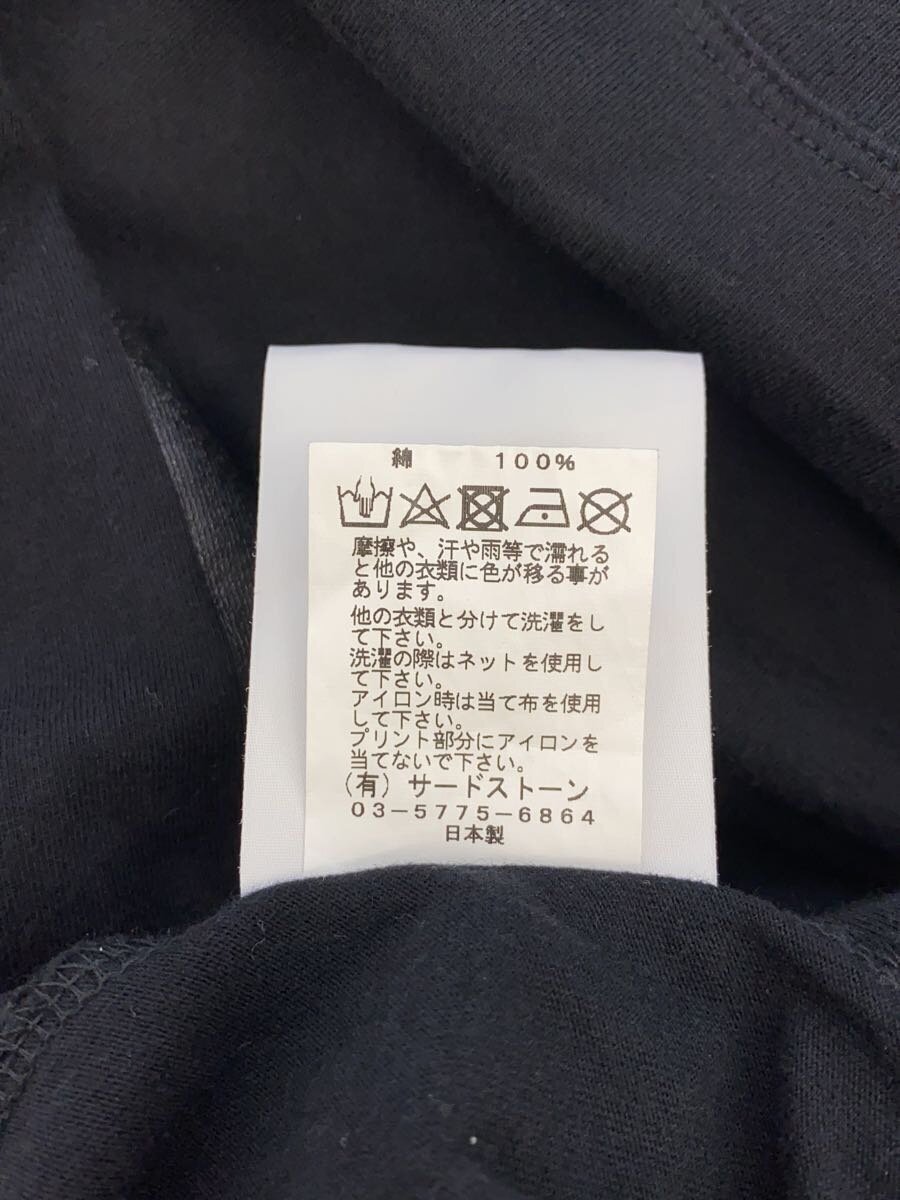 綿 100%
摩擦や、汗や雨等で濡れる
と他の衣類に色が移る事が
あります。
他の衣類と分けて洗濯をし
て下さい。
洗濯の際はネットを使用し
て下さい。
アイロン時は当て布を使用
して下さい。
プリント部分にアイロンを
当てないで下さい。
(有) サードストーン
03-5775-6864
日本製